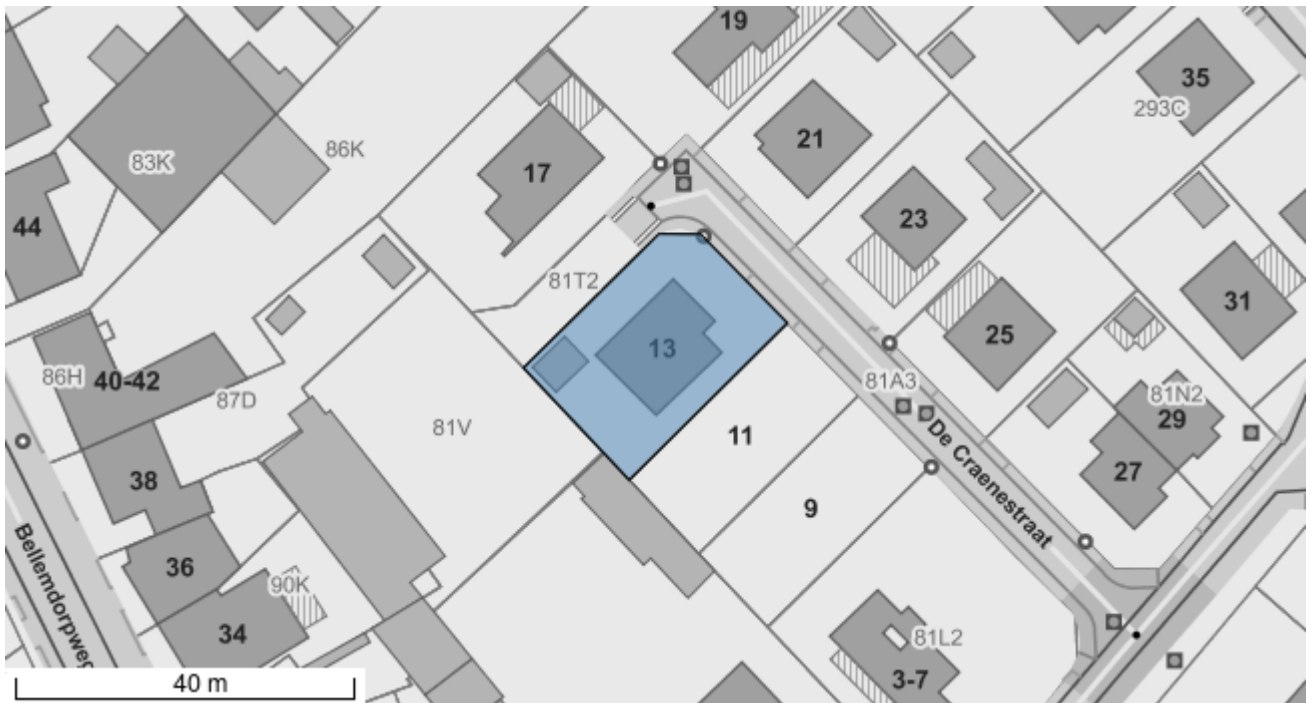 19
35
293C
21
86K
83K
17
23
44
81T2
31
25
13
40-42
86H
87D
81A3
81N2
29
81V
11
27
38
9
De Craenestraat
Bellemdorpweg
36
90K
34
81L2
3-7
40 m